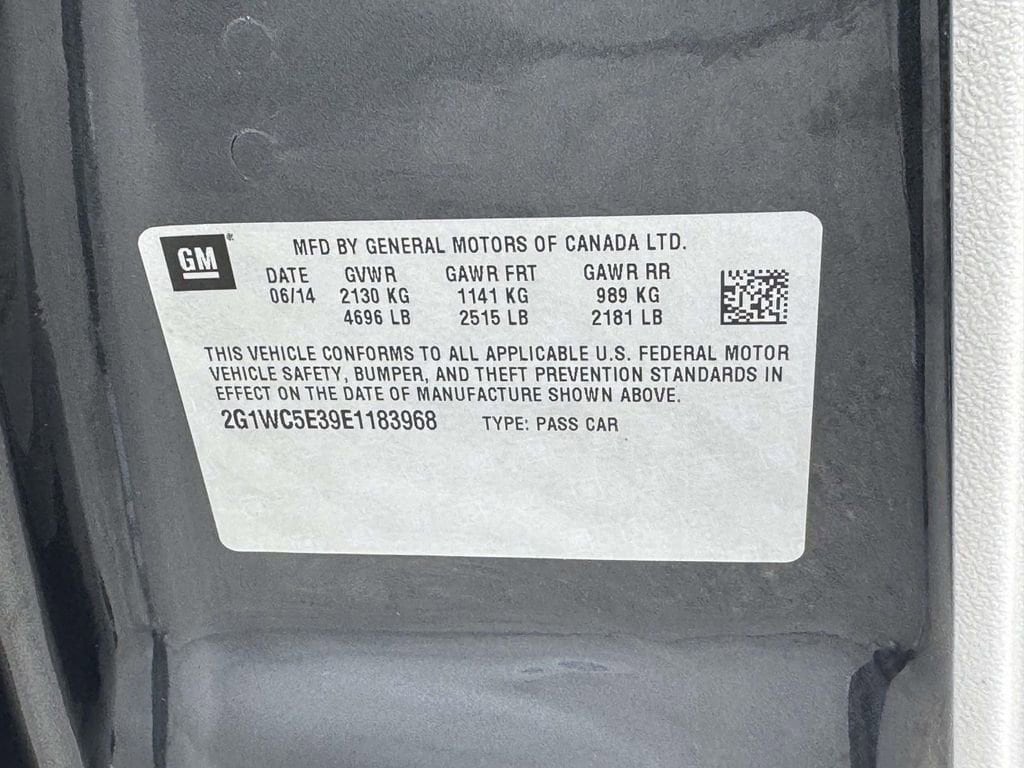 GM
MFD BY GENERAL MOTORS OF CANADA LTD.
DATE GVWR GAWR FRT GAWR RR
06/14 2130 KG 1141 KG 989 KG
4696 LB 2515 LB 2181 LB
THIS VEHICLE CONFORMS TO ALL APPLICABLE U.S. FEDERAL MOTOR
VEHICLE SAFETY, BUMPER, AND THEFT PREVENTION STANDARDS IN
EFFECT ON THE DATE OF MANUFACTURE SHOWN ABOVE.
2G1WC5E39E1183968 TYPE: PASS CAR